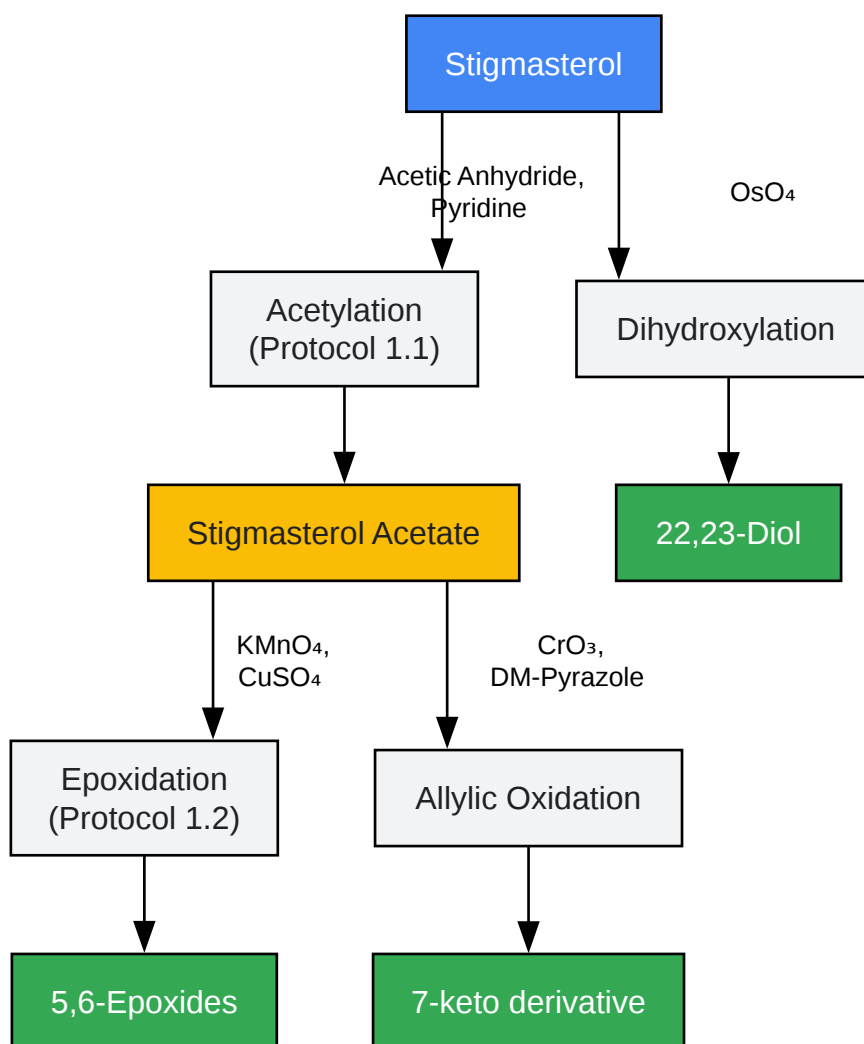 Stigmasterol
Acetic Anhydride,
Pyridine
OsO₄
Acetylation
(Protocol 1.1)
Dihydroxylation
Stigmasterol Acetate
22,23-Diol
KMnO₄,
CuSO₄
CrO₃,
DM-Pyrazole
Epoxidation
(Protocol 1.2)
Allylic Oxidation
5,6-Epoxides
7-keto derivative